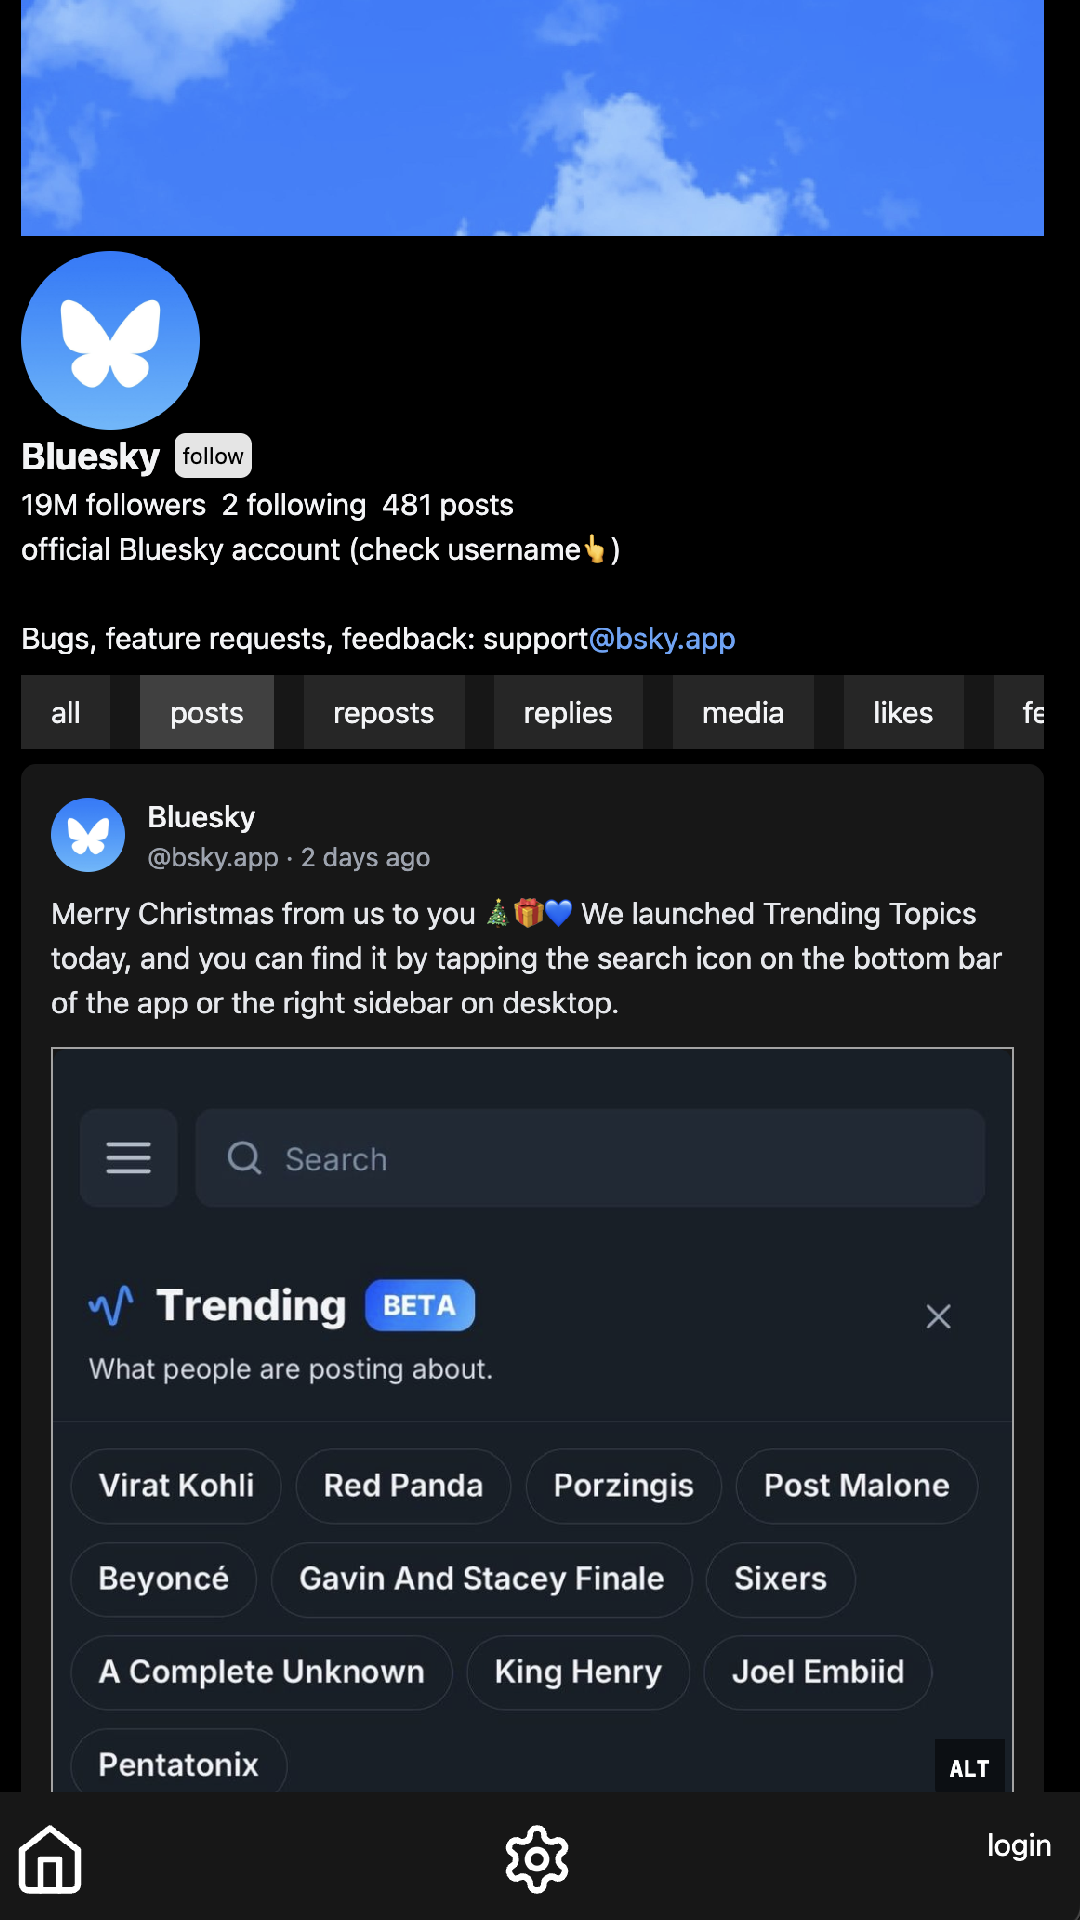 Bluesky follow
19M followers 2 following 481 posts
official Bluesky account (check username👆)
Bugs, feature requests, feedback: support@bsky.app
all posts reposts replies media likes fe
Bluesky
@bsky.app · 2 days ago
Merry Christmas from us to you 🎄🎁💙 We launched Trending Topics
today, and you can find it by tapping the search icon on the bottom bar
of the app or the right sidebar on desktop.
Search
Trending BETA
What people are posting about.
Virat Kohli Red Panda Porzingis Post Malone
Beyoncé Gavin And Stacey Finale Sixers
A Complete Unknown King Henry Joel Embiid
Pentatonix
ALT
login